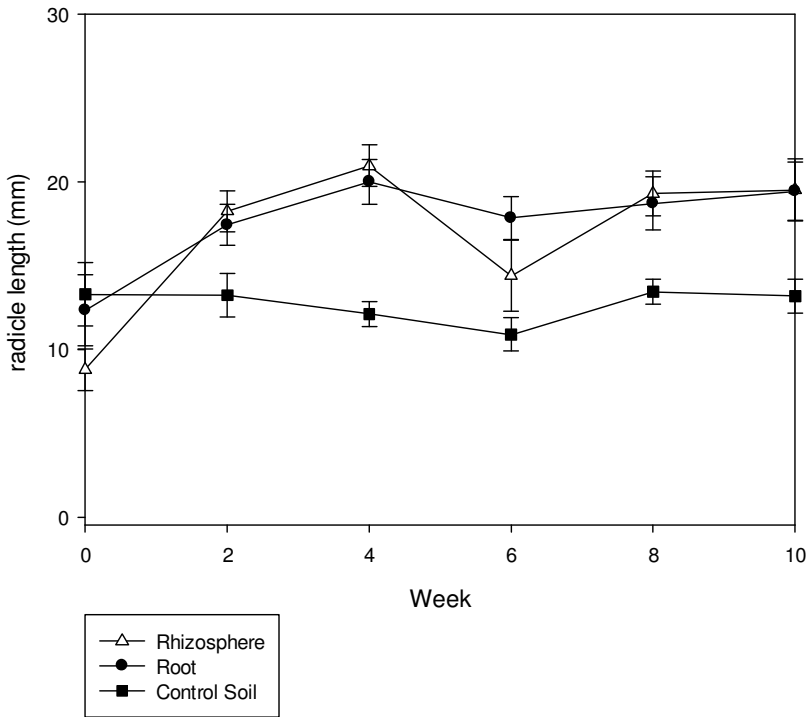 30
20
10
0
radicle length (mm)
0 2 4 6 8 10
Week
Rhizosphere
Root
Control Soil